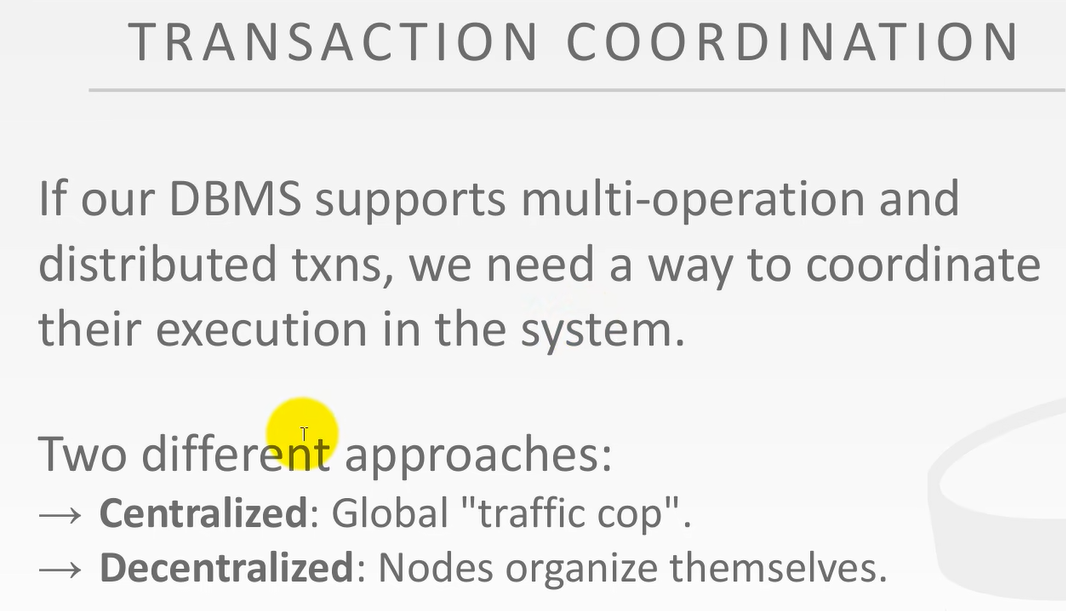 TRANSACTION COORDINATION
If our DBMS supports multi-operation and
distributed txns, we need a way to coordinate
their execution in the system.
Two different approaches:
→ Centralized: Global "traffic cop".
→ Decentralized: Nodes organize themselves.